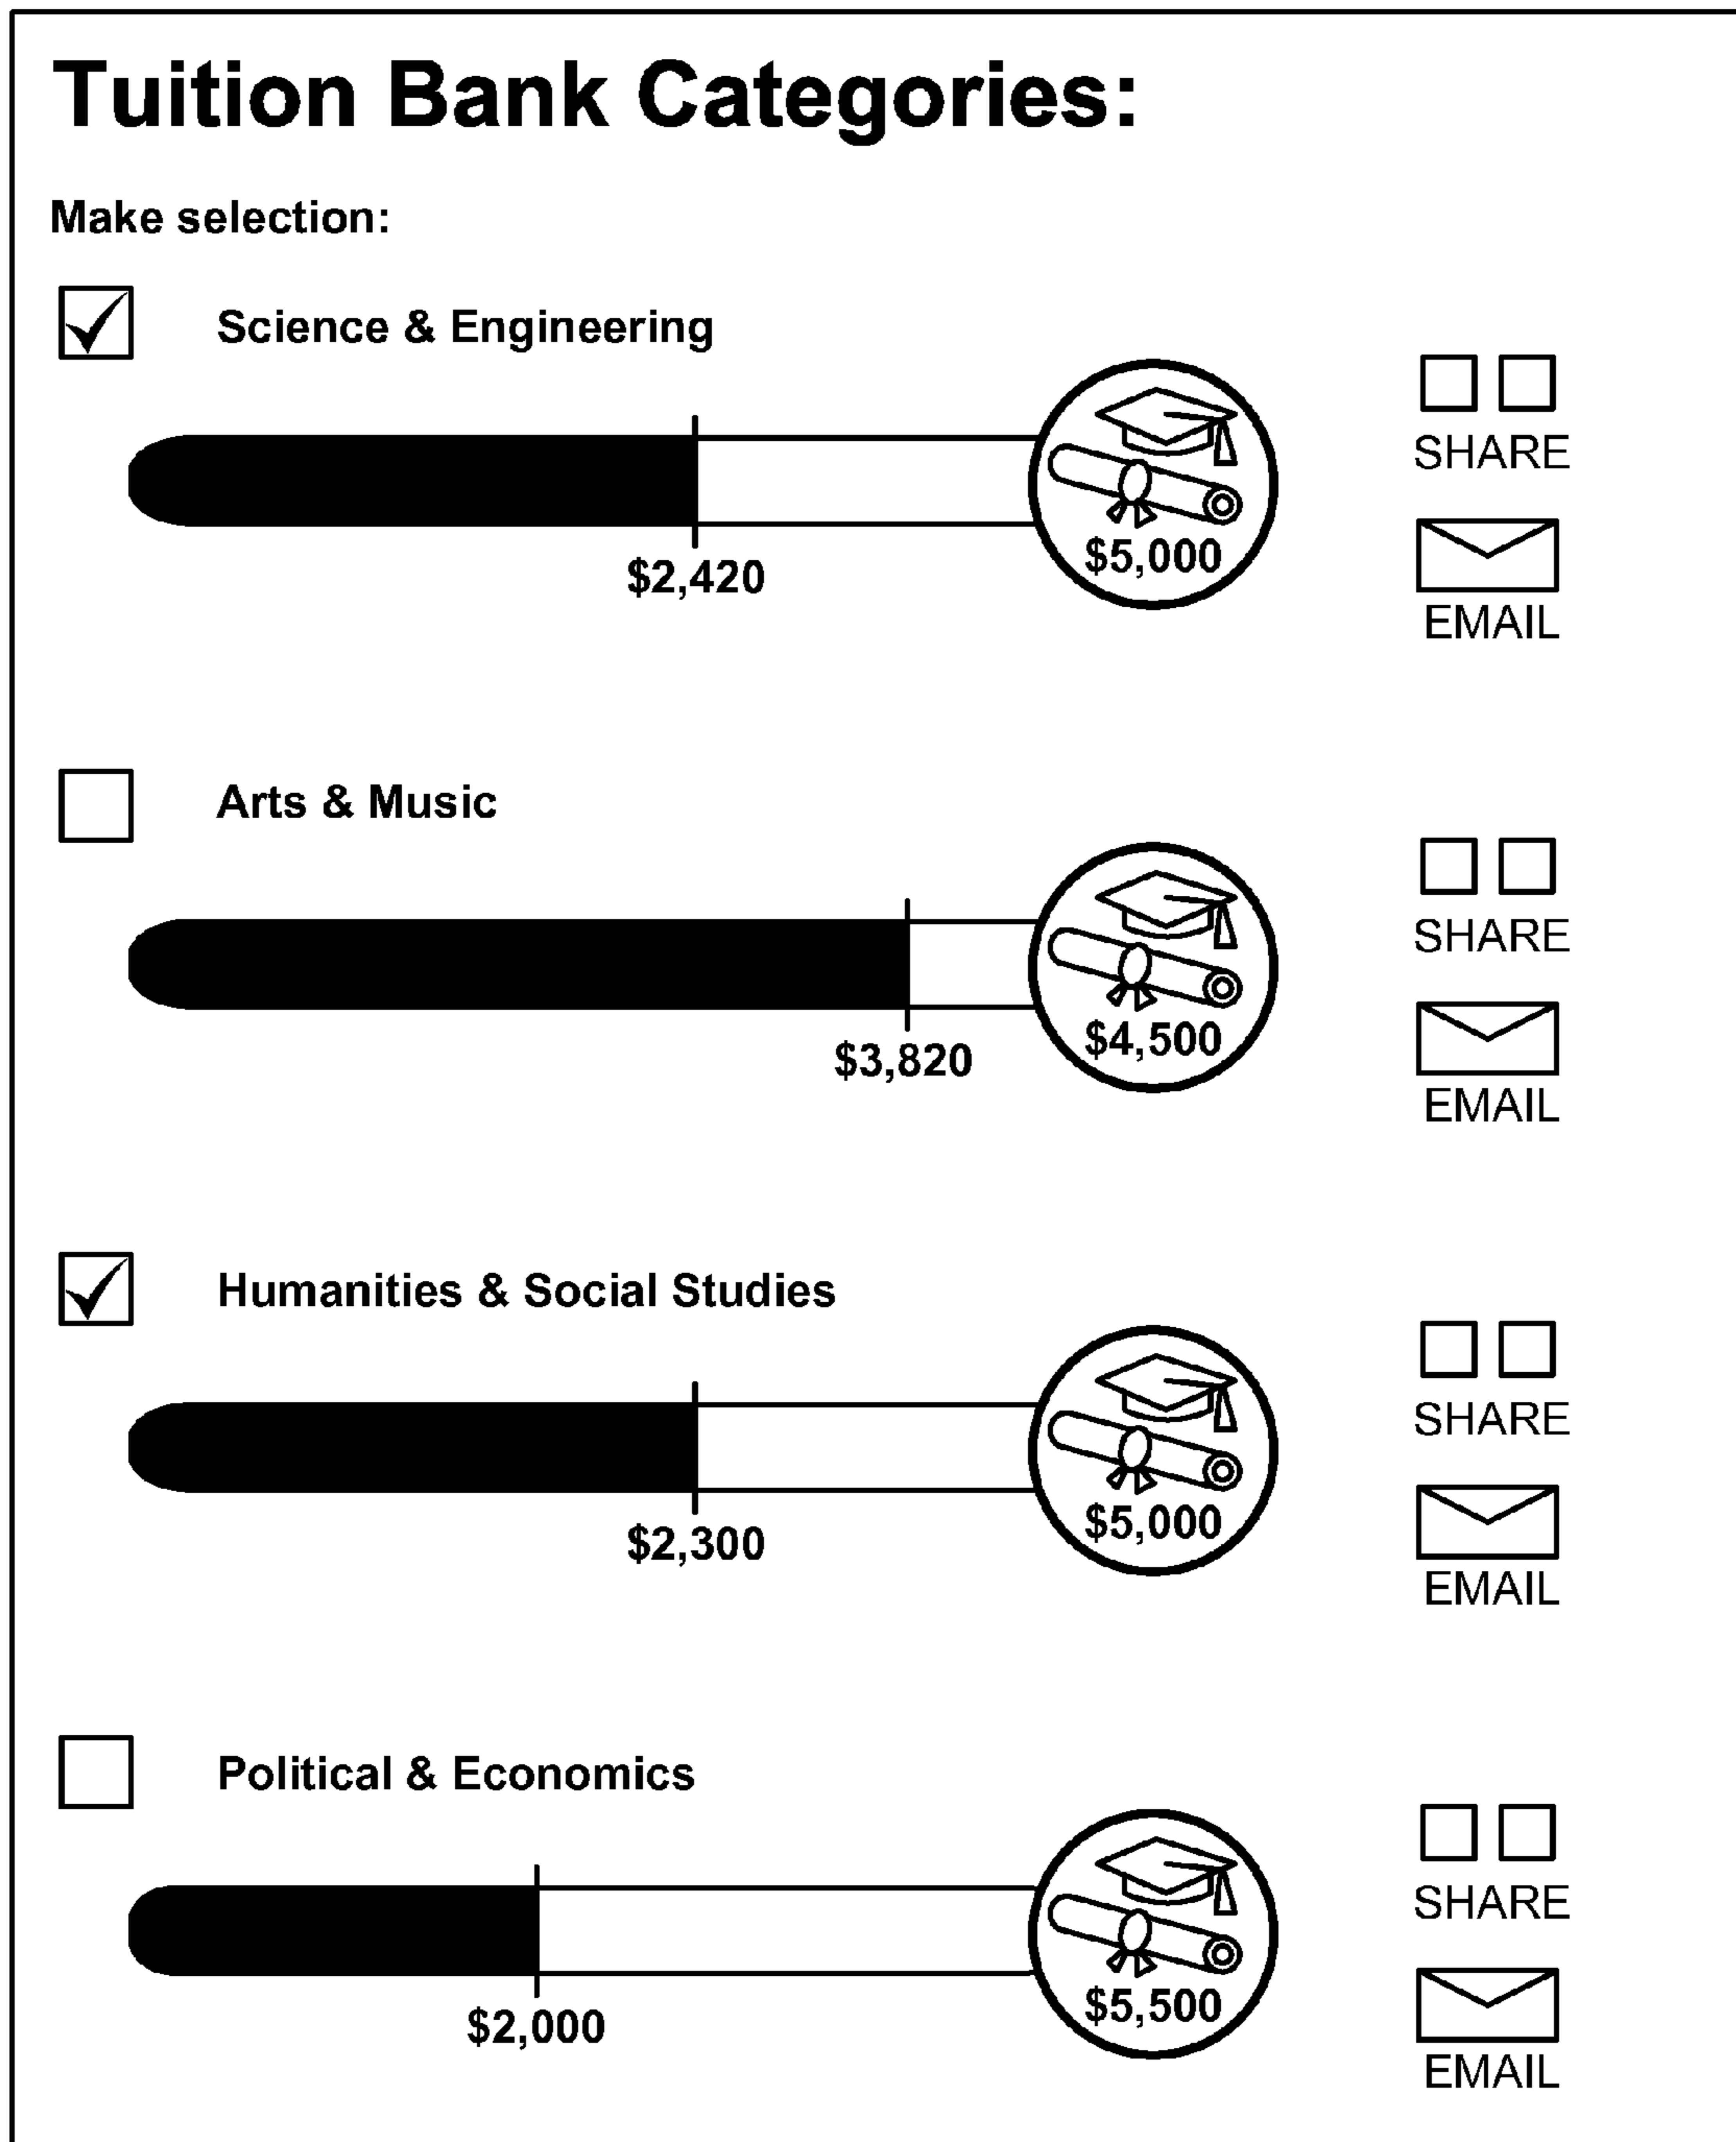 Tuition Bank Categories:
Make selection:
Science & Engineering
$2,420
$5,000
SHARE
EMAIL
Arts & Music
$3,820
$4,500
SHARE
EMAIL
Humanities & Social Studies
$2,300
$5,000
SHARE
EMAIL
Political & Economics
$2,000
$5,500
SHARE
EMAIL